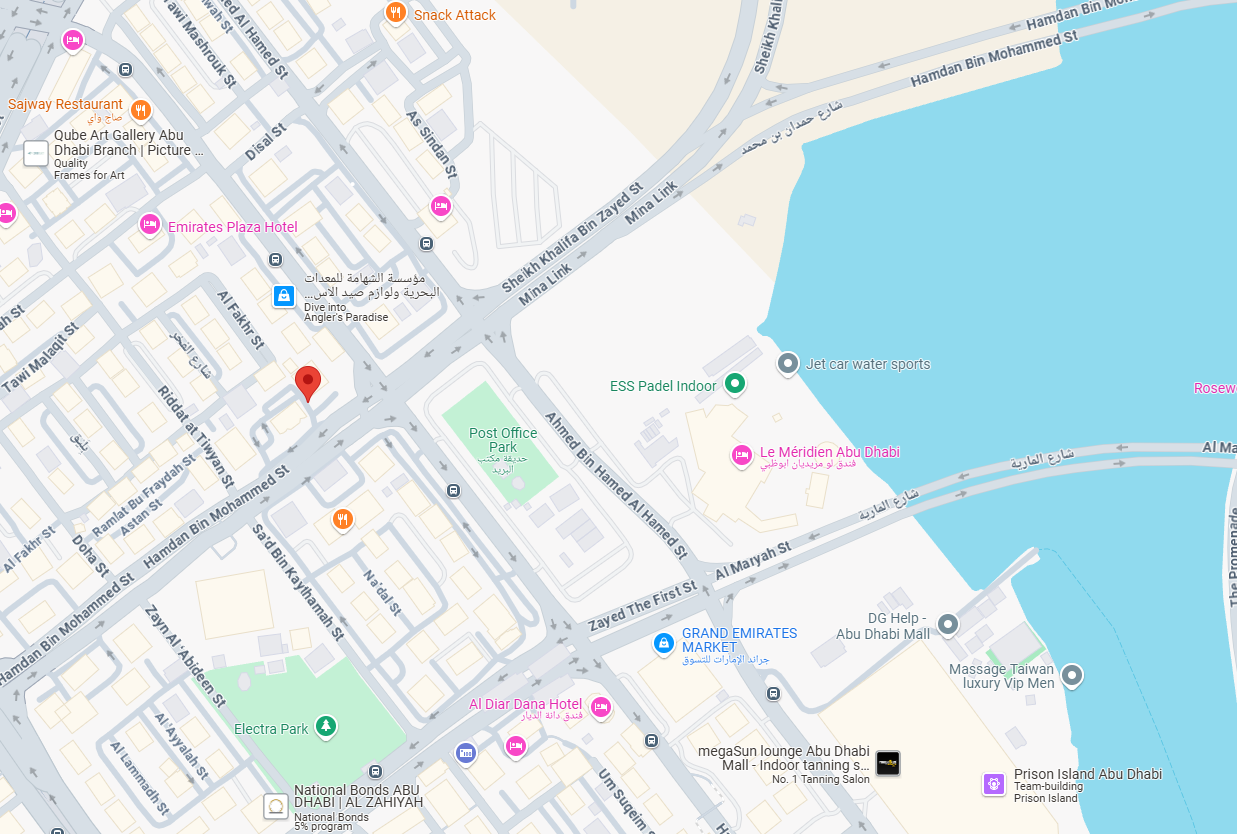 Snack Attack
Tawi Mashrouk St
Al Hamed St
Sheikh Khali
Hamdan Bin Moh
Hamdan Bin Mohammed St
شارع حمدان بن محمد
Sajway Restaurant
صاج واي
Qube Art Gallery Abu
Dhabi Branch | Picture ...
Quality
Frames for Art
Disal St
As Sindan St
Emirates Plaza Hotel
Sheikh Khalifa Bin Zayed St
Mina Link
Mina Link
مؤسسة الشهامة للمعدات
البحرية ولوازم صيد الاس...
Dive into
Angler's Paradise
Al Fakhr St
شارع الفخر
Tawi Malaqit St
ah St
Jet car water sports
ESS Padel Indoor
Rosew
Riddat at Tiwyan St
Post Office
Park
حديقة مكتب
البريد
Ahmed Bin Hamed Al Hamed St
Le Méridien Abu Dhabi
فندق لو مريديان ابوظبي
شارع المارية
Al Ma
شارع المارية
Ramlat Bu Fraydah St
Astan St
Al Fakhr St
Doha St
Hamdan Bin Mohammed St
Hamdan Bin Mohammed St
Sa'd Bin Kaylhamah St
Na'dal St
Al Maryah St
Zayed The First St
The Promenade
Zayn Al 'Abideen St
GRAND EMIRATES
MARKET
جراند الإمارات للتسوق
DG Help -
Abu Dhabi Mall
Massage Taiwan
luxury Vip Men
Al Diar Dana Hotel
فندق دانة الديار
Electra Park
Al 'Ayyalah St
Al Lammadh St
megaSun lounge Abu Dhabi
Mall - Indoor tanning s...
No. 1 Tanning Salon
Prison Island Abu Dhabi
Team-building
Prison Island
National Bonds ABU
DHABI | AL ZAHIYAH
National Bonds
5% program
Um Suqeim